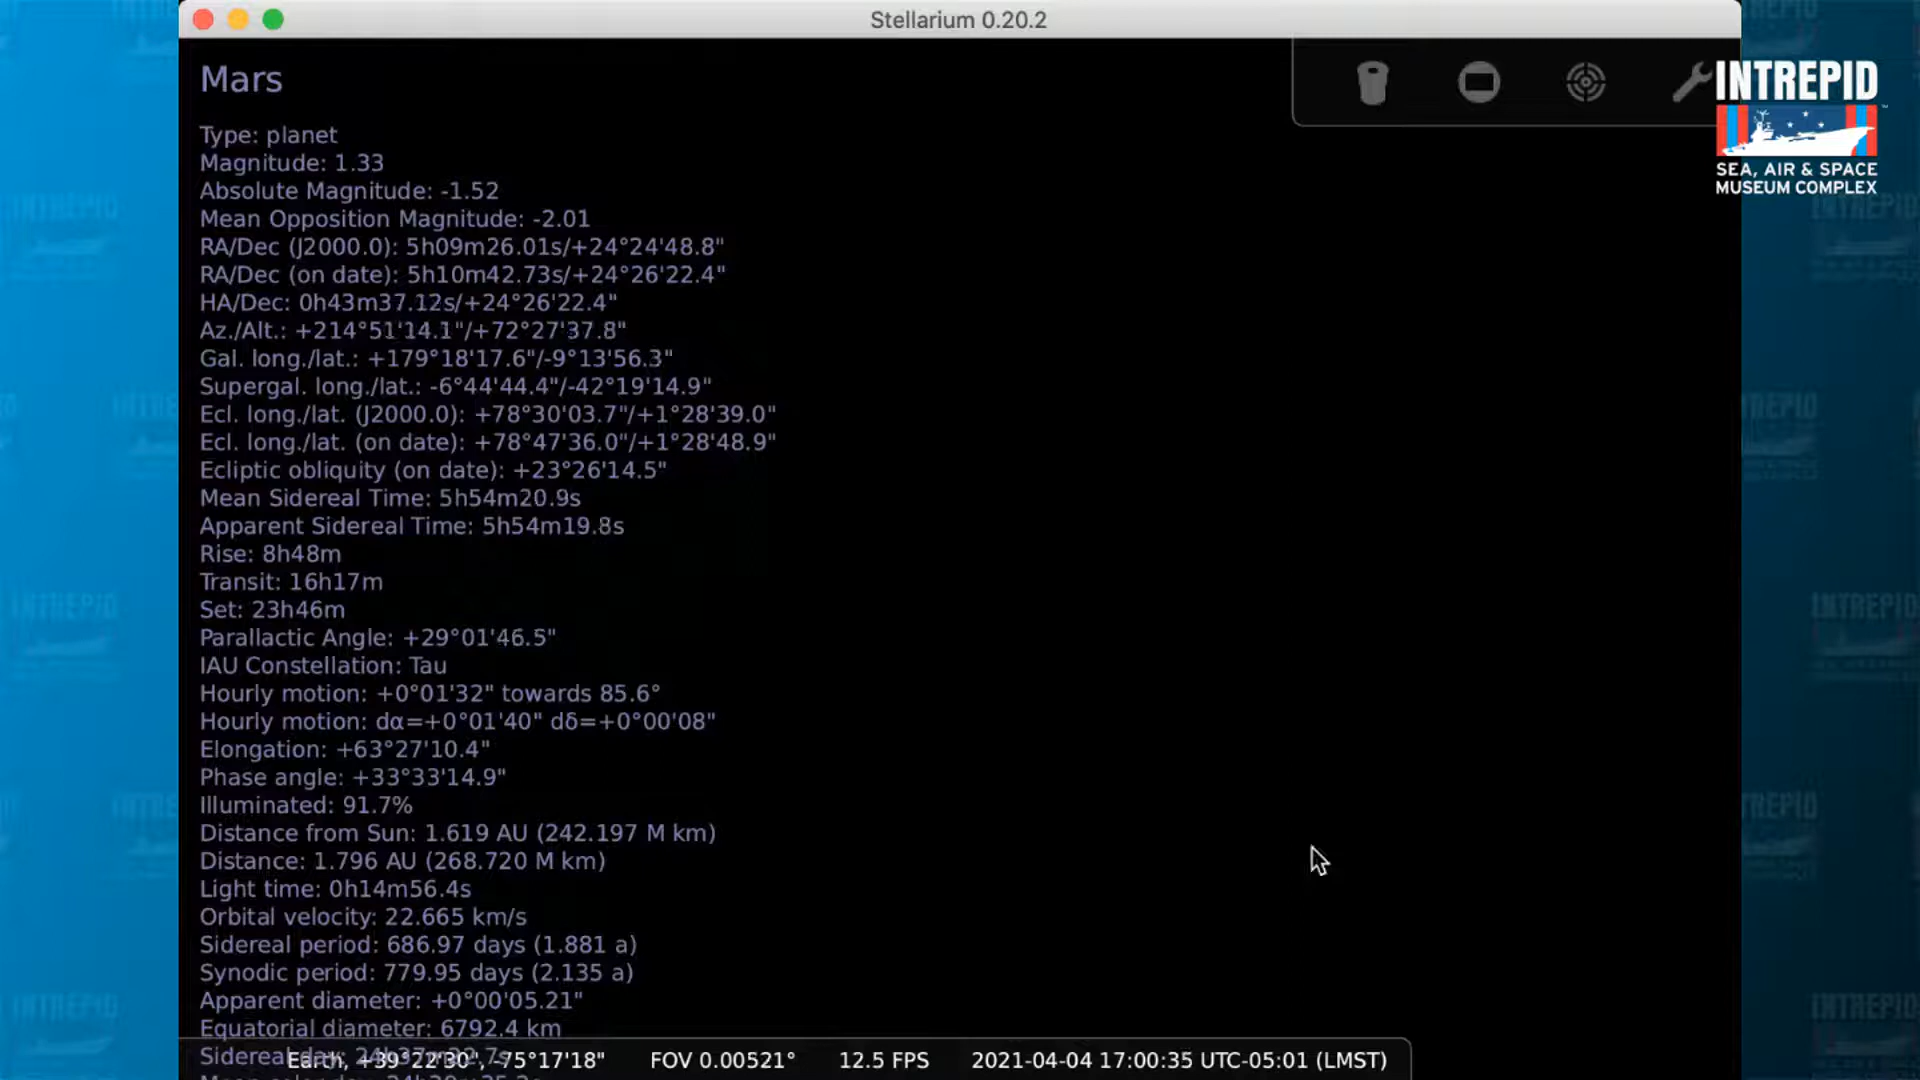 Stellarium 0.20.2
Mars
Type: planet
Magnitude: 1.33
Absolute Magnitude: -1.52
Mean Opposition Magnitude: -2.01
RA/Dec (J2000.0): 5h09m26.01s/+24°24'48.8"
RA/Dec (on date): 5h10m42.73s/+24°26'22.4"
HA/Dec: 0h43m37.12s/+24°26'22.4"
Az./Alt.: +214°51'14.1"/+72°27'37.8"
Gal. long./lat.: +179°18'17.6"/-9°13'56.3"
Supergal. long./lat.: -6°44'44.4"/-42°19'14.9"
Ecl. long./lat. (J2000.0): +78°30'03.7"/+1°28'39.0"
Ecl. long./lat. (on date): +78°47'36.0"/+1°28'48.9"
Ecliptic obliquity (on date): +23°26'14.5"
Mean Sidereal Time: 5h54m20.9s
Apparent Sidereal Time: 5h54m19.8s
Rise: 8h48m
Transit: 16h17m
Set: 23h46m
Parallactic Angle: +29°01'46.5"
IAU Constellation: Tau
Hourly motion: +0°01'32" towards 85.6°
Hourly motion: dα=+0°01'40" dδ=+0°00'08"
Elongation: +63°27'10.4"
Phase angle: +33°33'14.9"
Illuminated: 91.7%
Distance from Sun: 1.619 AU (242.197 M km)
Distance: 1.796 AU (268.720 M km)
Light time: 0h14m56.4s
Orbital velocity: 22.665 km/s
Sidereal period: 686.97 days (1.881 a)
Synodic period: 779.95 days (2.135 a)
Apparent diameter: +0°00'05.21"
Equatorial diameter: 6792.4 km
Sidereal day:
Earth, +39°22'30", -75°17'18" FOV 0.00521° 12.5 FPS 2021-04-04 17:00:35 UTC-05:01 (LMST)
INTREPID
SEA, AIR & SPACE
MUSEUM COMPLEX